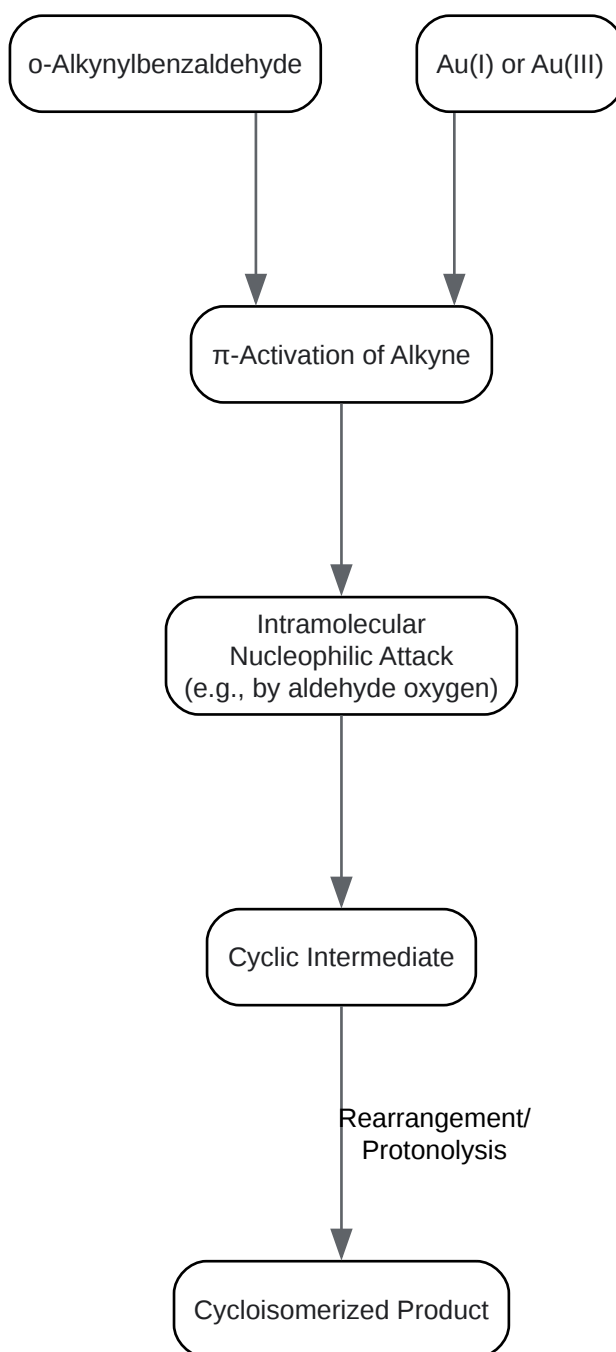 o-Alkynylbenzaldehyde
Au(I) or Au(III)
π-Activation of Alkyne
Intramolecular
Nucleophilic Attack
(e.g., by aldehyde oxygen)
Cyclic Intermediate
Rearrangement/
Protonolysis
Cycloisomerized Product